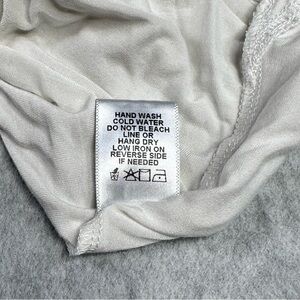 HAND WASH
COLD WATER
DO NOT BLEACH
LINE OR
HANG DRY
LOW IRON ON
REVERSE SIDE
IF NEEDED